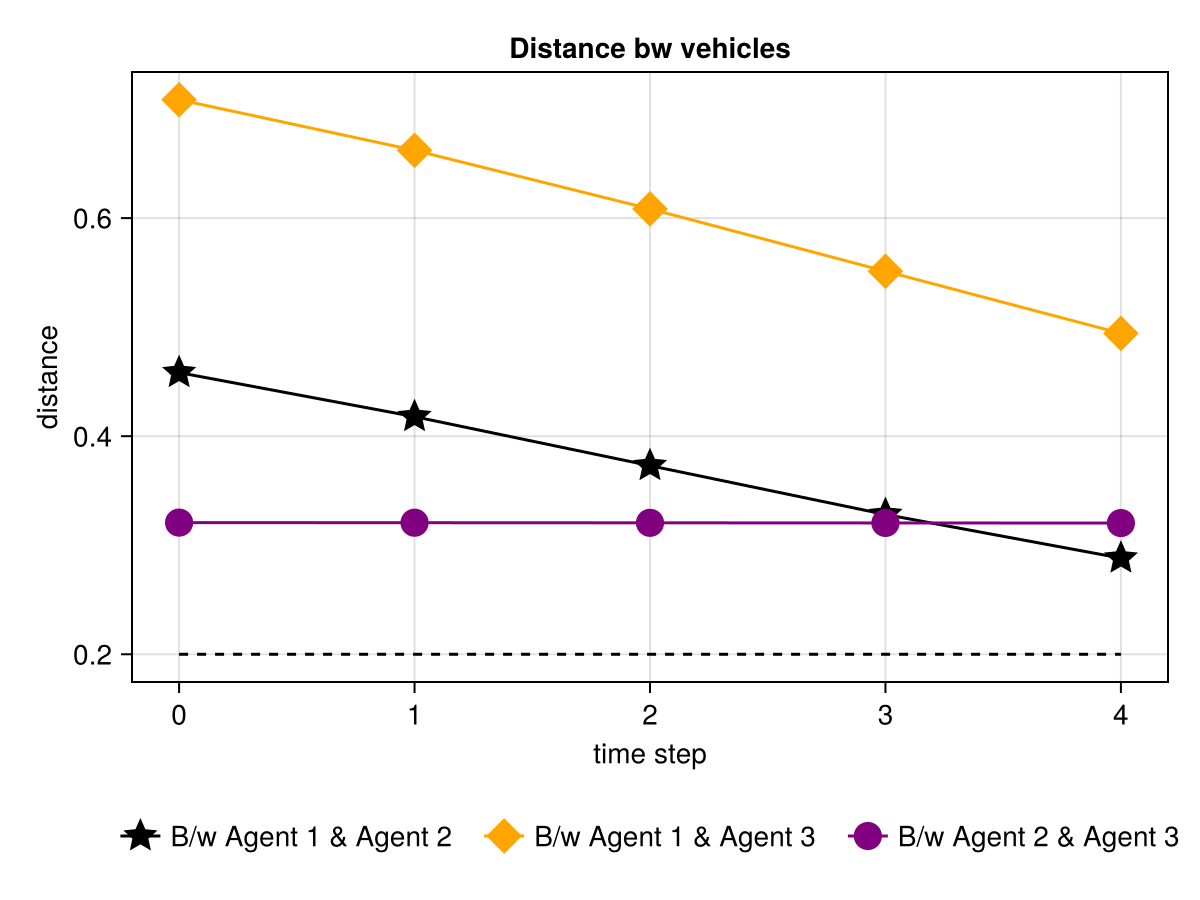 Distance bw vehicles
distance
0.6
0.4
0.2
0 1 2 3 4
time step
B/w Agent 1 & Agent 2 B/w Agent 1 & Agent 3 B/w Agent 2 & Agent 3